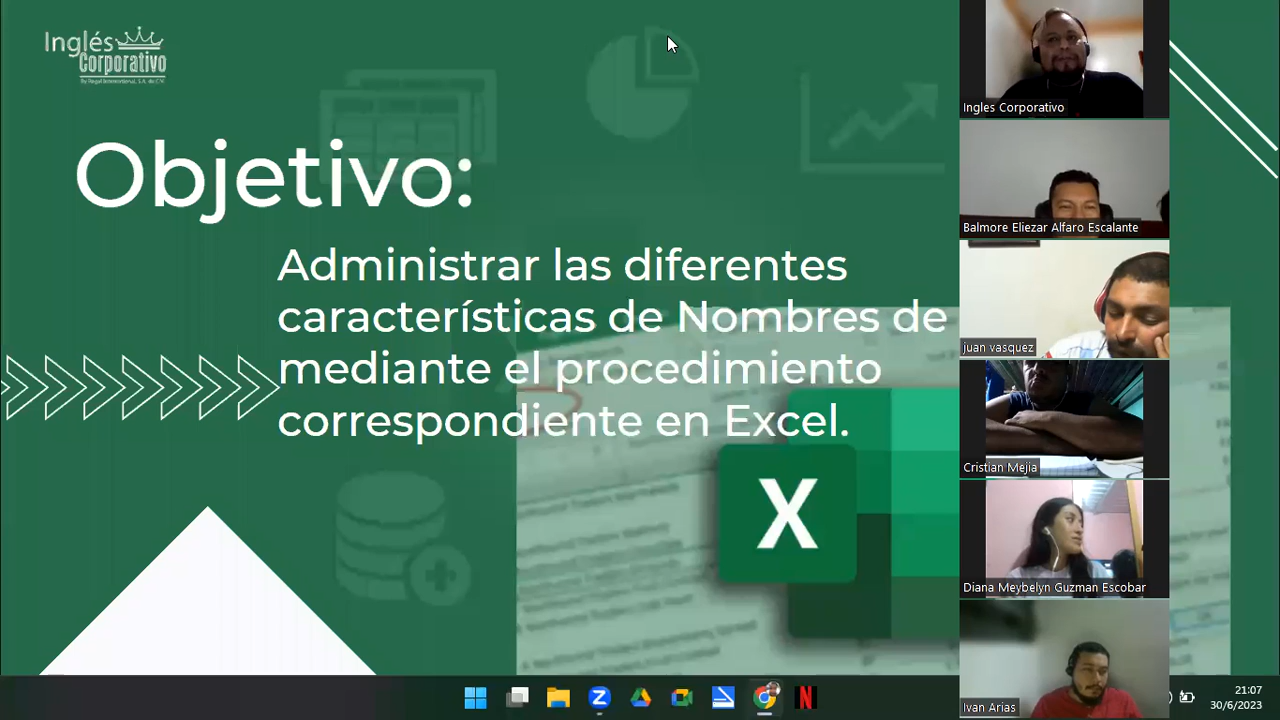 Inglés
Corporativo
Objetivo:
Administrar las diferentes
características de Nombres de
mediante el procedimiento
correspondiente en Excel.
X
Ingles Corporativo
Balmore Eliezar Alfaro Escalante
juan vasquez
Cristian Mejia
Diana Meybelyn Guzman Escobar
Ivan Arias
21:07
30/6/2023